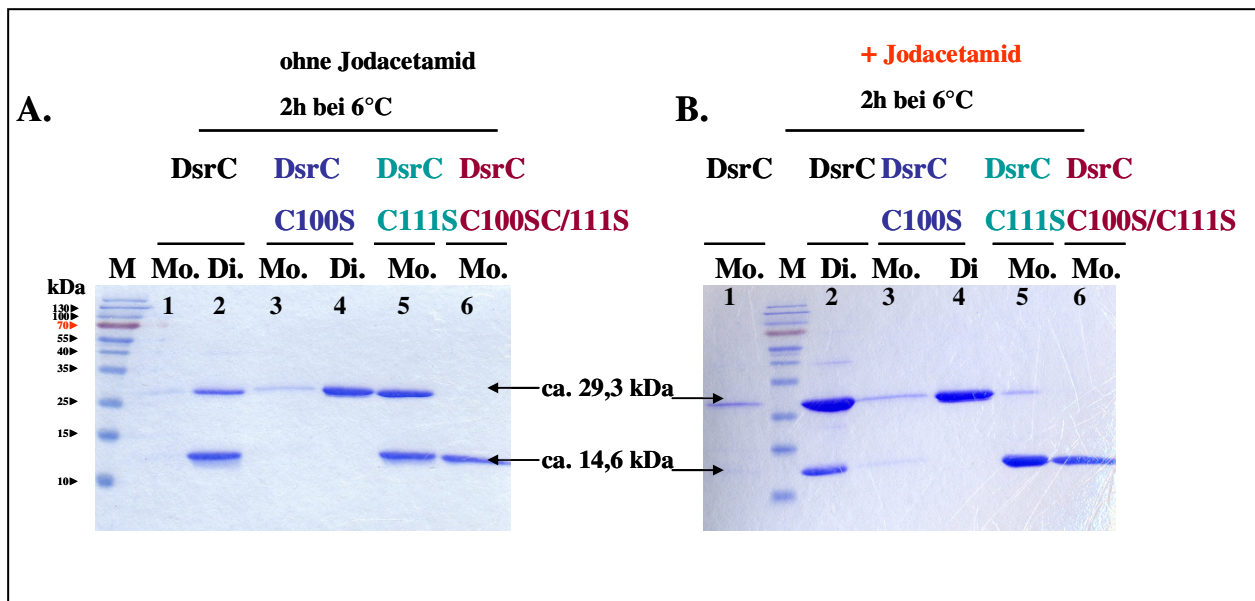 ohne Jodacetamid
2h bei 6°C
A.
DsrC DsrC DsrC DsrC
C100S C111S C100SC/111S
M Mo. Di. Mo. Di. Mo. Mo.
kDa
1 2 3 4 5 6
130
100
70
55
40
35
25
15
10
ca. 29,3 kDa
ca. 14,6 kDa
+ Jodacetamid
2h bei 6°C
B.
DsrC DsrC DsrC DsrC DsrC
C100S C111S C100S/C111S
Mo. M Di. Mo. Di Mo. Mo.
1 2 3 4 5 6